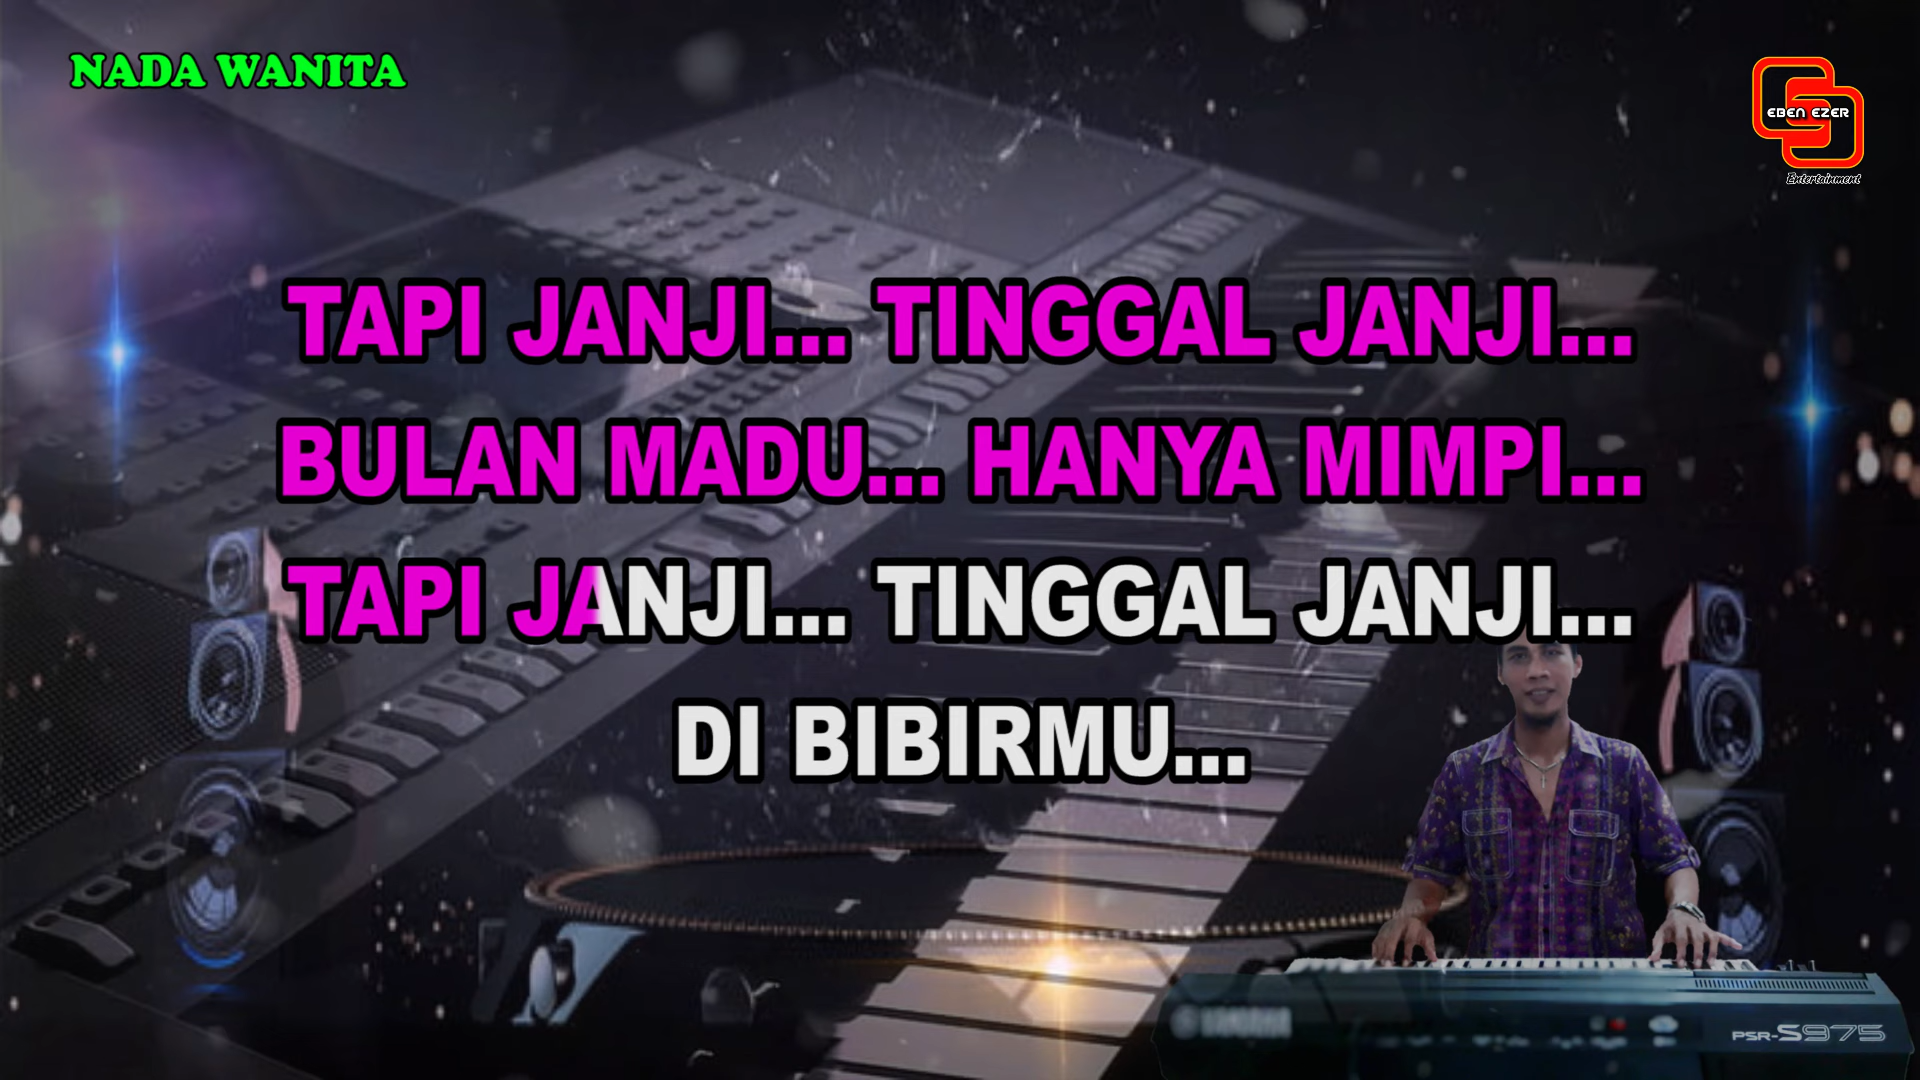 NADA WANITA
EBEN EZER
Entertainment
TAPI JANJI... TINGGAL JANJI...
BULAN MADU... HANYA MIMPI...
TAPI JANJI... TINGGAL JANJI...
DI BIBIRMU...
PSR-S975